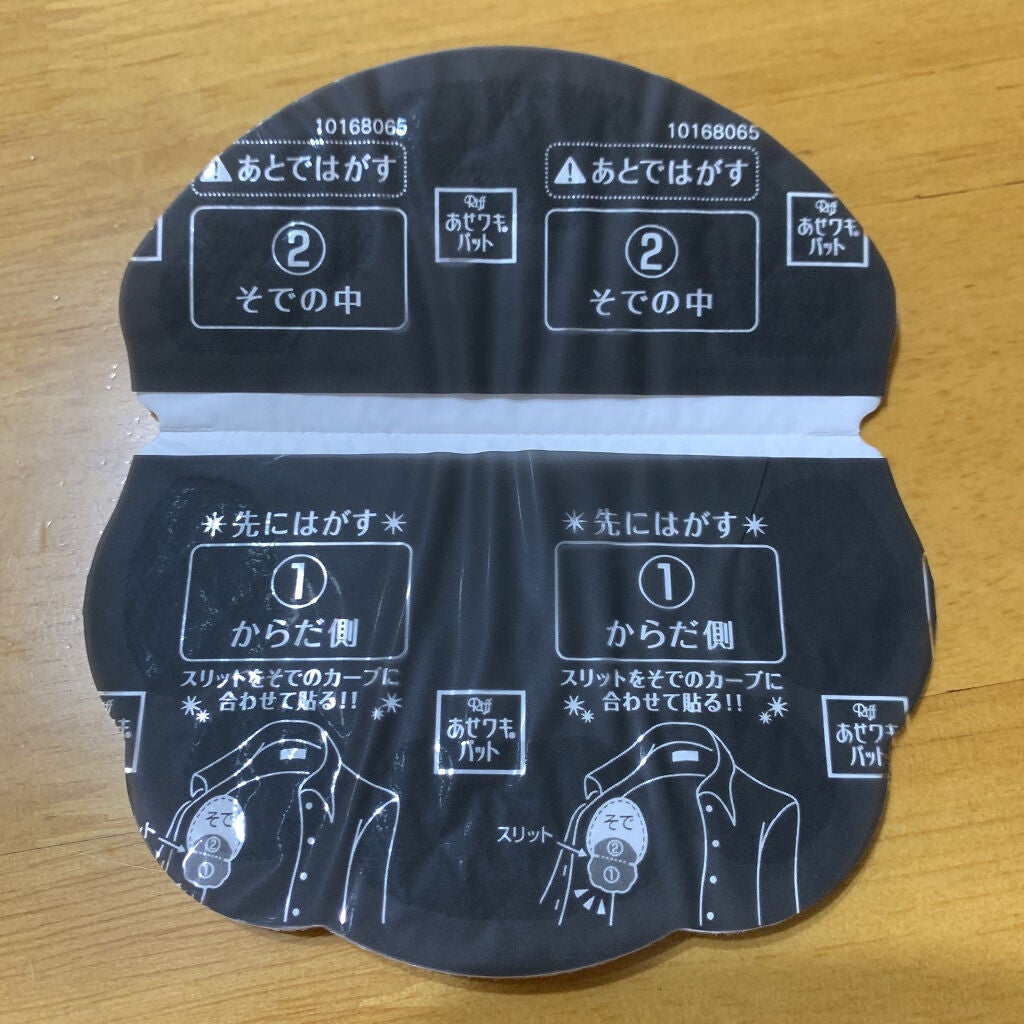 10168065
10168065
あとではがす
あとではがす
Riff
あせワキ®
パット
Riff
あせワキ
パット
②
そでの中
②
そでの中
先にはがす
先にはがす
①
からだ側
①
からだ側
スリットをそでのカーブに
合わせて貼る!!
スリットをそでのカーブに
合わせて貼る!!
Riff
あせワキ®
パット
Riff
あせワキ
パット
そで
②
①
スリット
そで
②
①